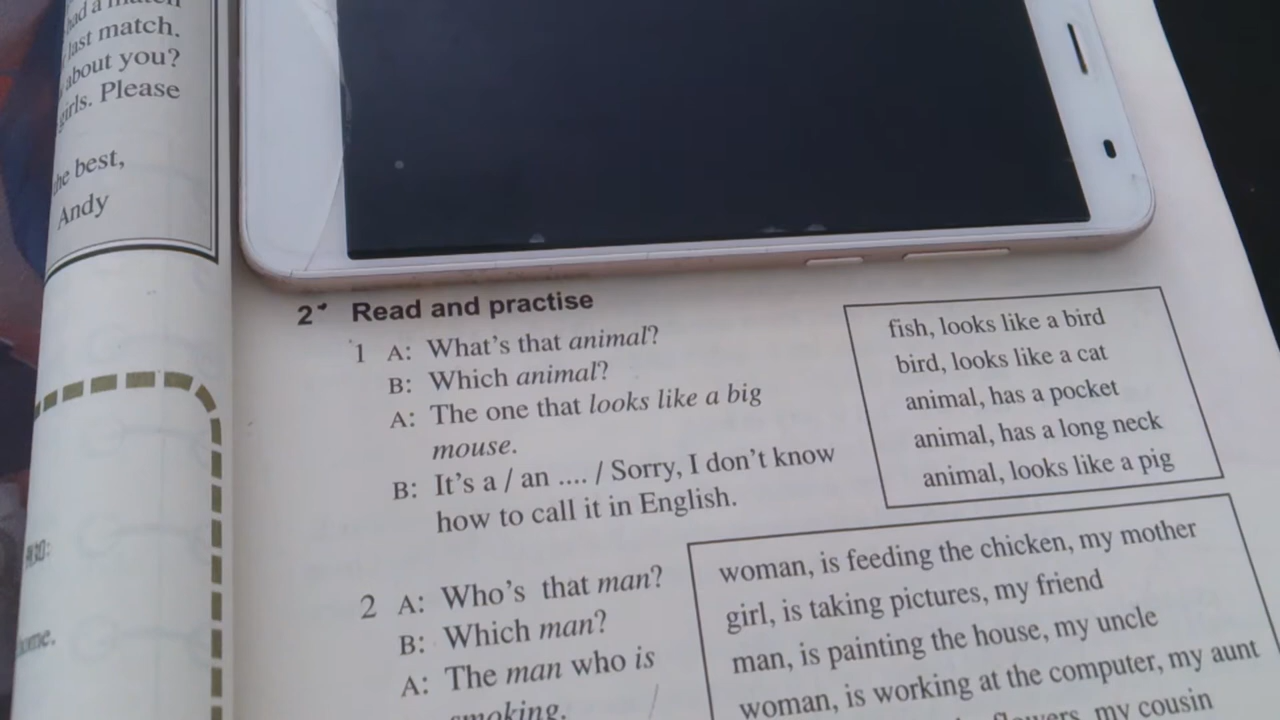 last match.
about you?
girls. Please
the best,
Andy
2 Read and practise
1 A: What's that animal?
B: Which animal?
A: The one that looks like a big
mouse.
B: It's a / an .... / Sorry, I don't know
how to call it in English.
fish, looks like a bird
bird, looks like a cat
animal, has a pocket
animal, has a long neck
animal, looks like a pig
2 A: Who's that man?
B: Which man?
A: The man who is
smoking.
woman, is feeding the chicken, my mother
girl, is taking pictures, my friend
man, is painting the house, my uncle
woman, is working at the computer, my aunt
flowers, my cousin